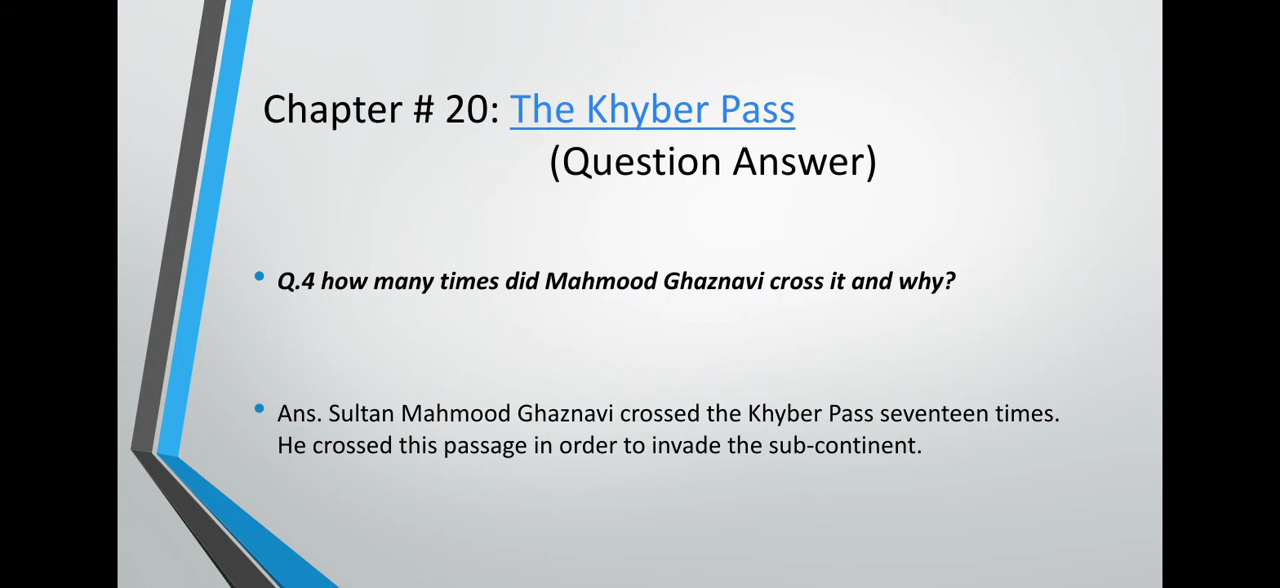 Chapter # 20: The Khyber Pass
(Question Answer)
• Q.4 how many times did Mahmood Ghaznavi cross it and why?
• Ans. Sultan Mahmood Ghaznavi crossed the Khyber Pass seventeen times.
He crossed this passage in order to invade the sub-continent.